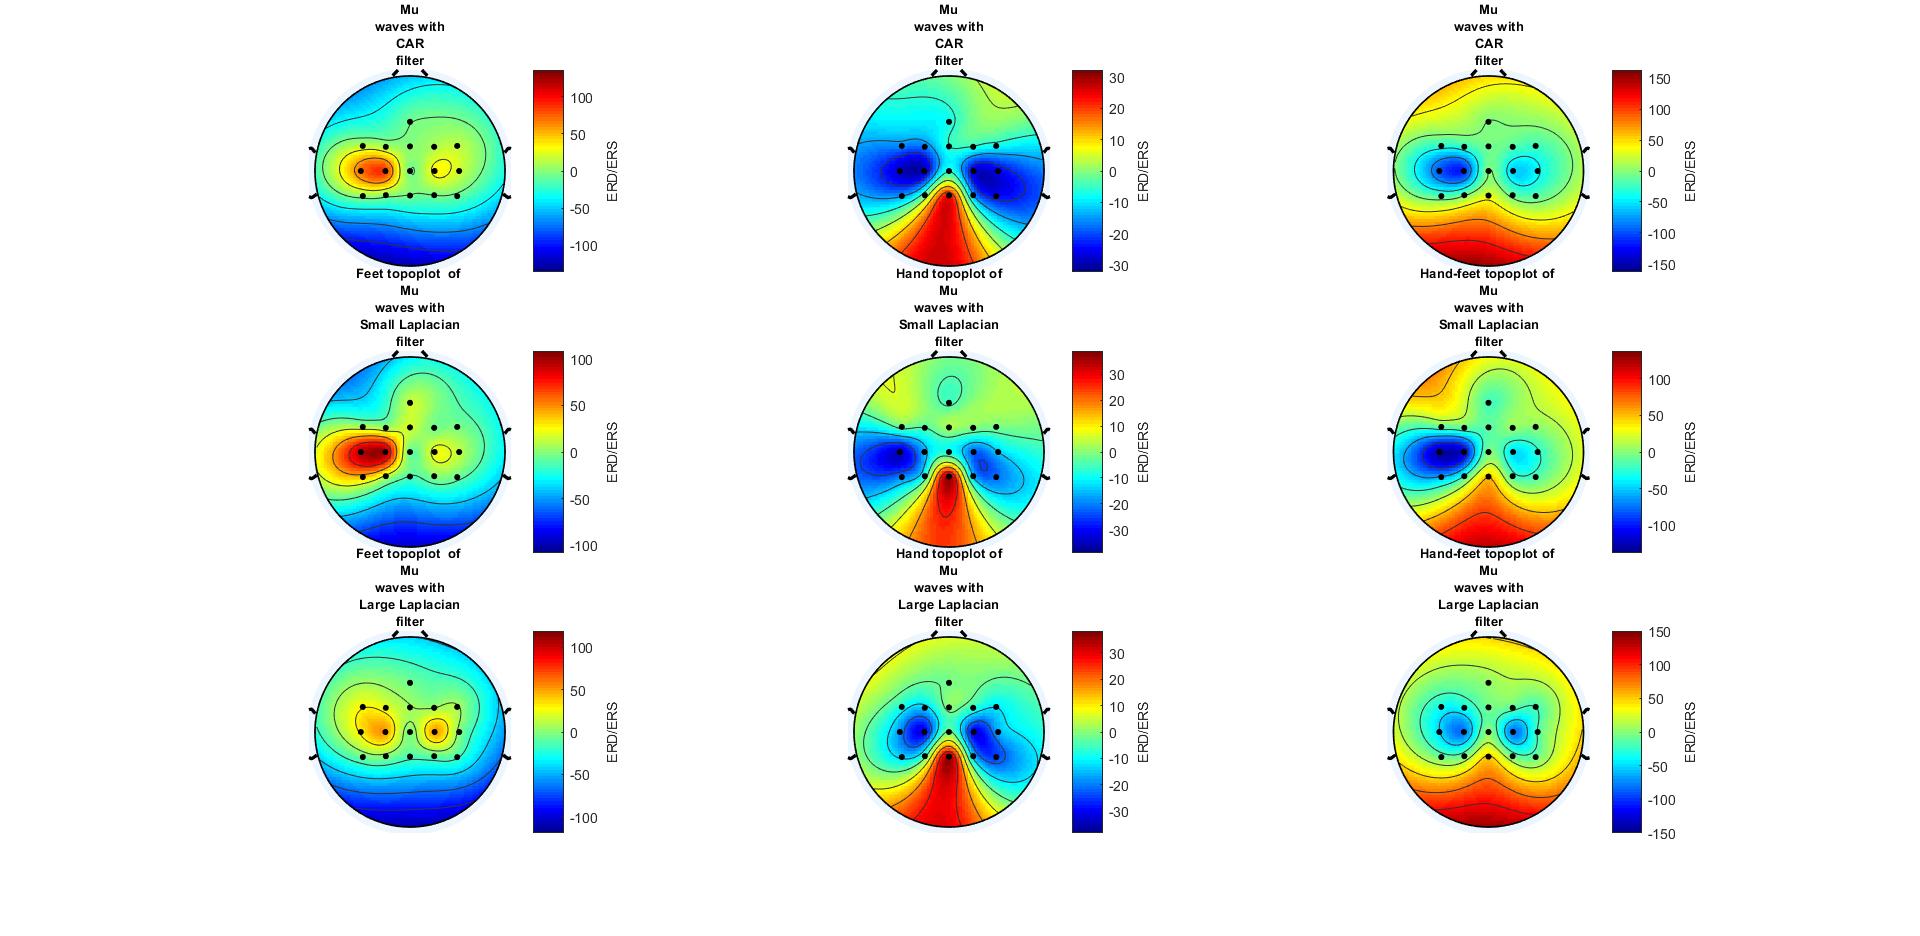 Mu
waves with
CAR
filter
100
50
0
-50
-100
ERD/ERS
Mu
waves with
CAR
filter
30
20
10
0
-10
-20
-30
ERD/ERS
Mu
waves with
CAR
filter
150
100
50
0
-50
-100
-150
ERD/ERS
Feet topoplot of
Mu
waves with
Small Laplacian
filter
100
50
0
-50
-100
ERD/ERS
Hand topoplot of
Mu
waves with
Small Laplacian
filter
30
20
10
0
-10
-20
-30
ERD/ERS
Hand-feet topoplot of
Mu
waves with
Small Laplacian
filter
100
50
0
-50
-100
ERD/ERS
Feet topoplot of
Mu
waves with
Large Laplacian
filter
100
50
0
-50
-100
ERD/ERS
Hand topoplot of
Mu
waves with
Large Laplacian
filter
30
20
10
0
-10
-20
-30
ERD/ERS
Hand-feet topoplot of
Mu
waves with
Large Laplacian
filter
150
100
50
0
-50
-100
-150
ERD/ERS